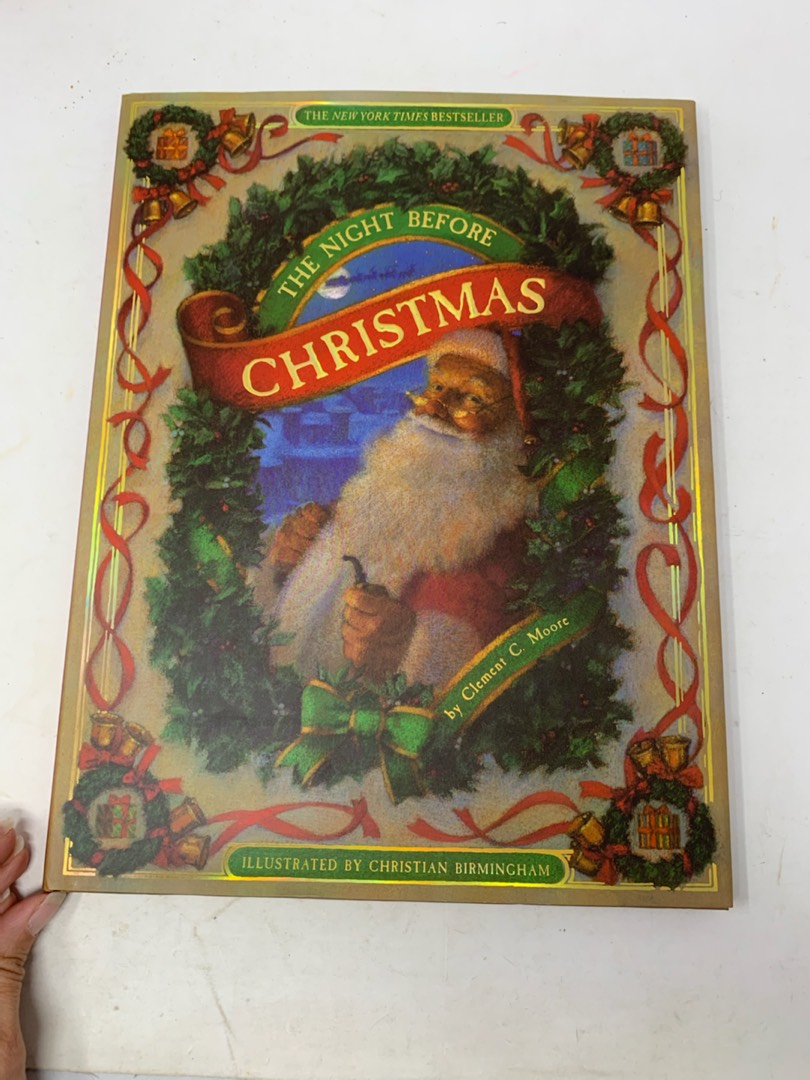 THE NEW YORK TIMES BESTSELLER
THE NIGHT BEFORE
CHRISTMAS
by Clement C. Moore
ILLUSTRATED BY CHRISTIAN BIRMINGHAM